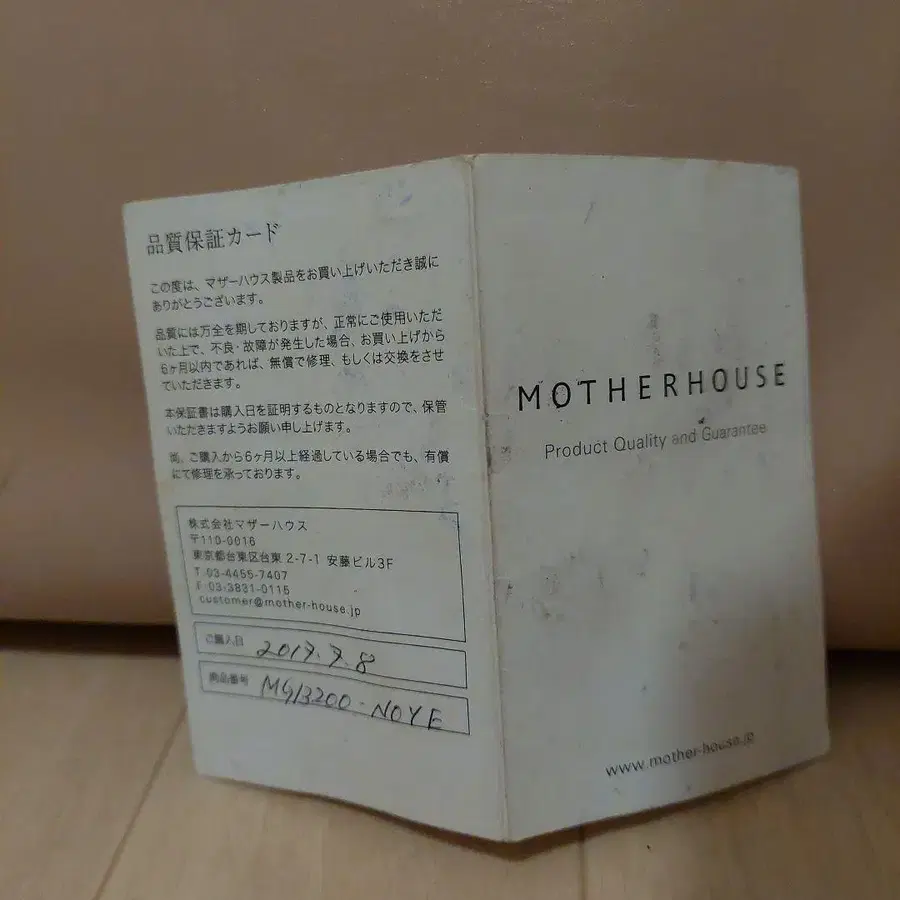 品質保証カード
この度は、マザーハウス製品をお買い上げいただき誠に
ありがとうございます。
品質には万全を期しておりますが、正常にご使用いただ
いた上で、不良・故障が発生した場合、お買い上げから
6ヶ月以内であれば、無償で修理、もしくは交換をさせ
ていただきます。
本保証書は購入日を証明するものとなりますので、保管
いただきますようお願い申し上げます。
尚、ご購入から6ヶ月以上経過している場合でも、有償
にて修理を承っております。
株式会社マザーハウス
〒110-0016
東京都台東区台東 2-7-1 安藤ビル3F
T 03-4455-7407
F 03-3831-0115
customer@mother-house.jp
ご購入日 2017.7.8
商品番号 MG13200-NOYE
MOTHERHOUSE
Product Quality and Guarantee
www.mother-house.jp